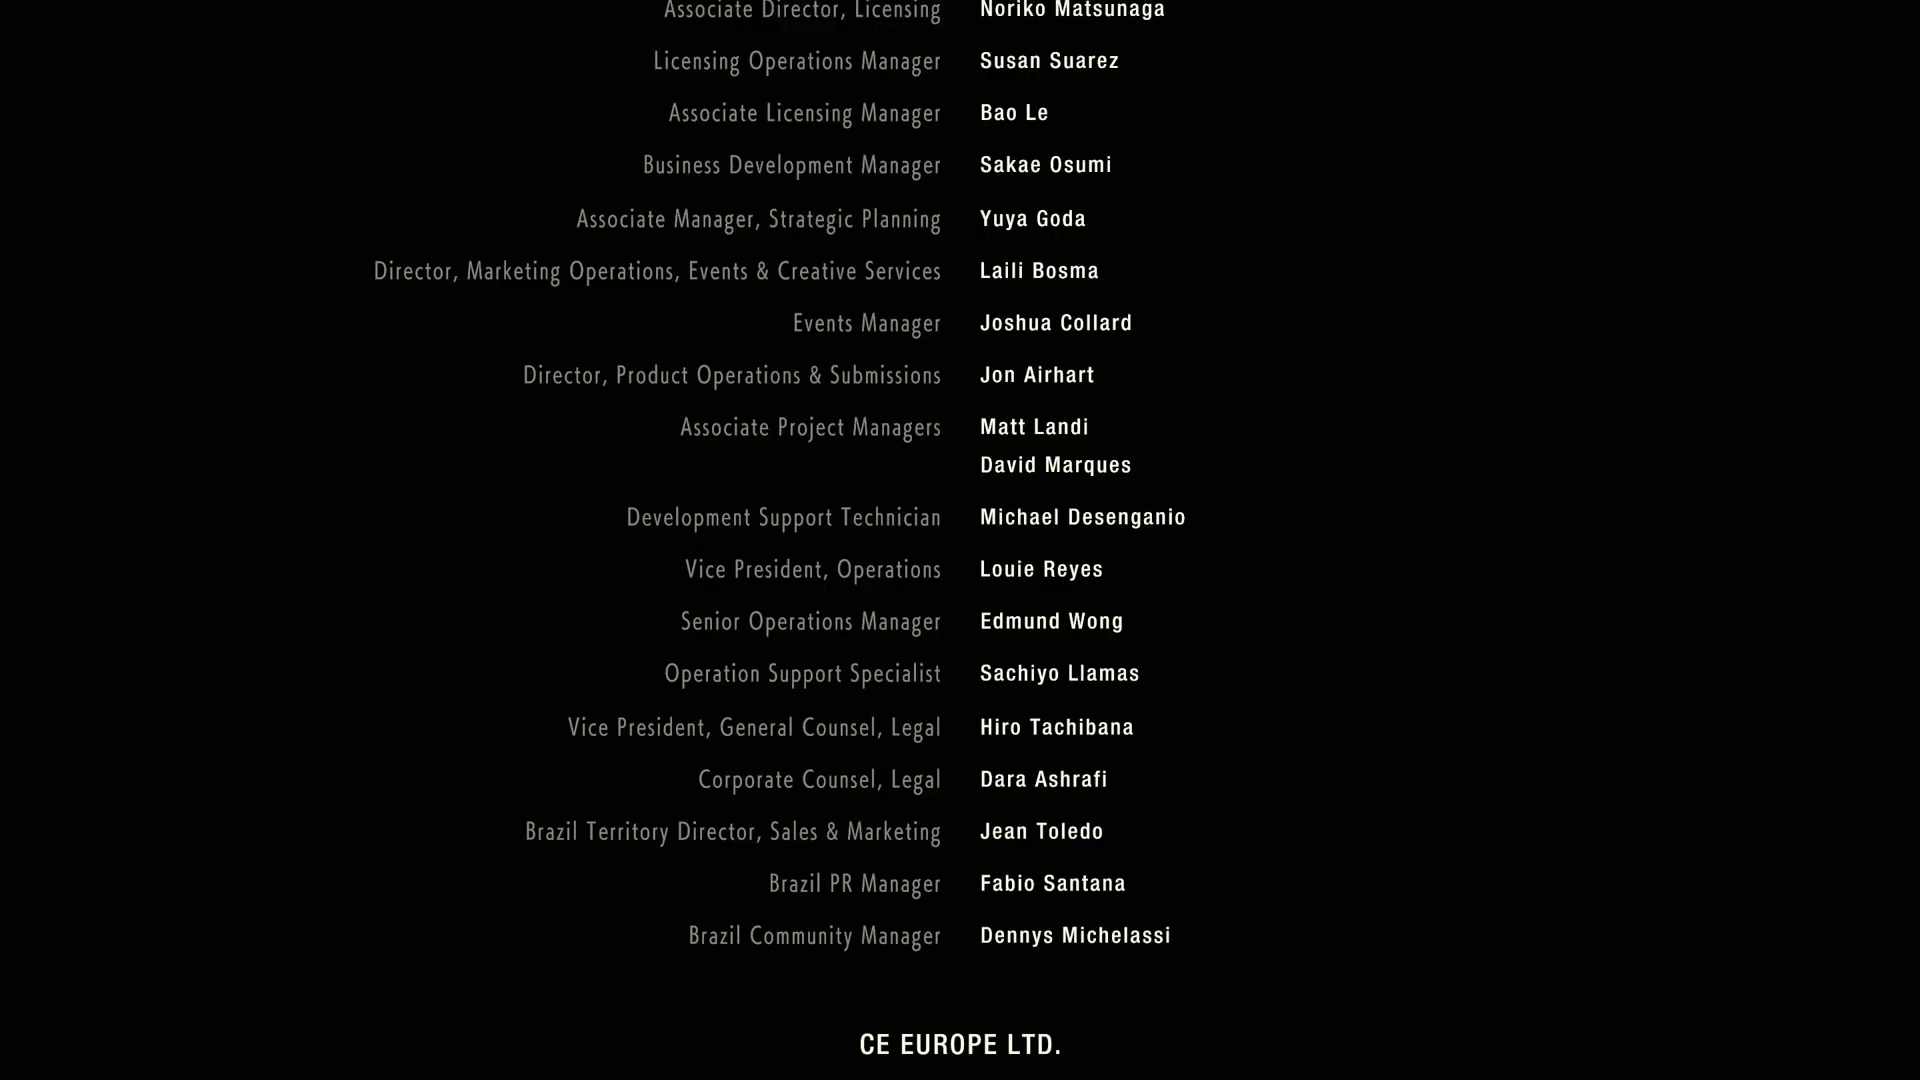 Associate Director, Licensing Noriko Matsunaga
Licensing Operations Manager Susan Suarez
Associate Licensing Manager Bao Le
Business Development Manager Sakae Osumi
Associate Manager, Strategic Planning Yuya Goda
Director, Marketing Operations, Events & Creative Services Laili Bosma
Events Manager Joshua Collard
Director, Product Operations & Submissions Jon Airhart
Associate Project Managers Matt Landi
David Marques
Development Support Technician Michael Desenganio
Vice President, Operations Louie Reyes
Senior Operations Manager Edmund Wong
Operation Support Specialist Sachiyo Llamas
Vice President, General Counsel, Legal Hiro Tachibana
Corporate Counsel, Legal Dara Ashrafi
Brazil Territory Director, Sales & Marketing Jean Toledo
Brazil PR Manager Fabio Santana
Brazil Community Manager Dennys Michelassi
CE EUROPE LTD.